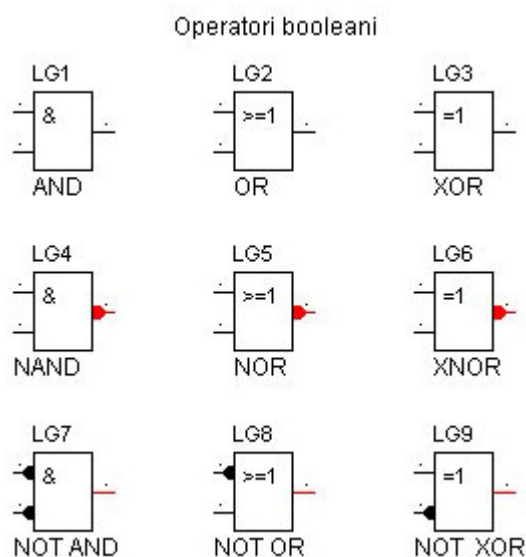 Operatori booleani
LG1 LG2 LG3
& >=1 =1
AND OR XOR
LG4 LG5 LG6
& >=1 =1
NAND NOR XNOR
LG7 LG8 LG9
& >=1 =1
NOT AND NOT OR NOT XOR